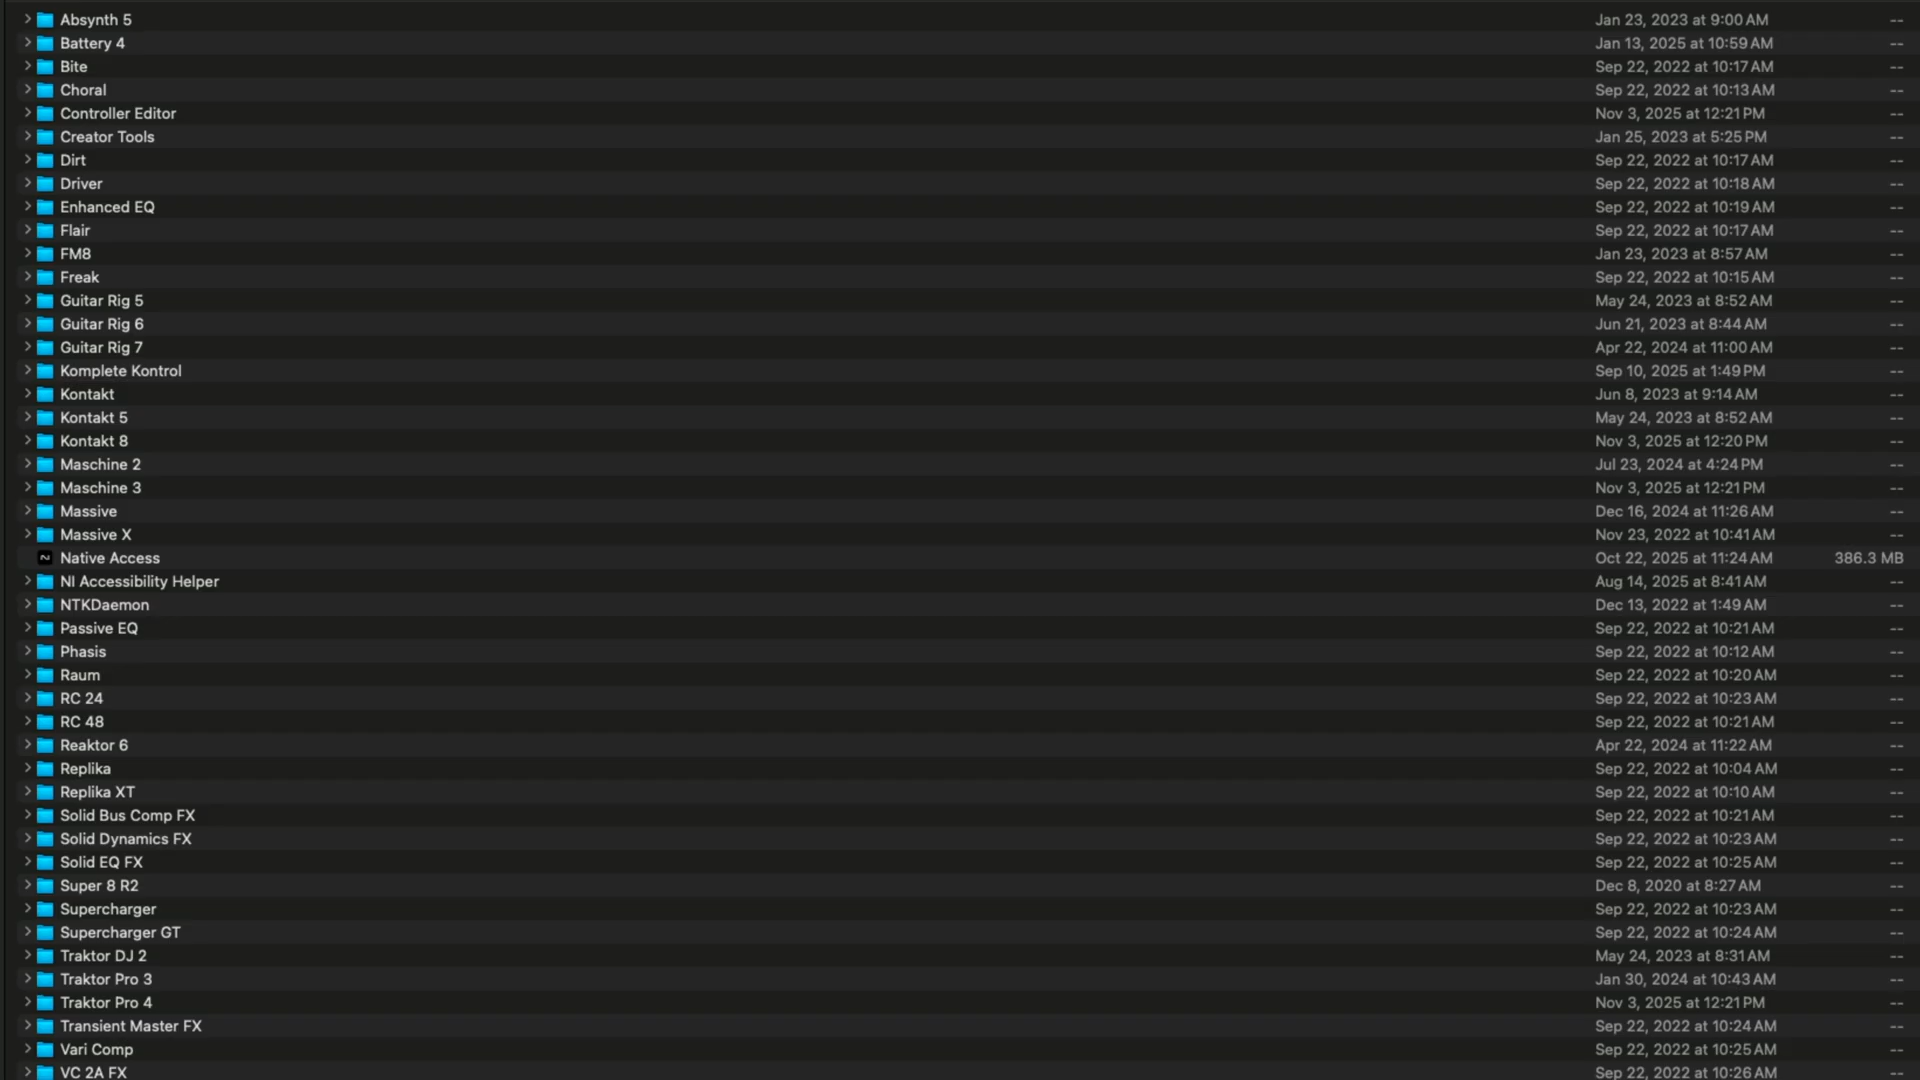 Absynth 5 Jan 23, 2023 at 9:00 AM --
Battery 4 Jan 13, 2025 at 10:59 AM --
Bite Sep 22, 2022 at 10:17 AM --
Choral Sep 22, 2022 at 10:13 AM --
Controller Editor Nov 3, 2025 at 12:21 PM --
Creator Tools Jan 25, 2023 at 5:25 PM --
Dirt Sep 22, 2022 at 10:17 AM --
Driver Sep 22, 2022 at 10:18 AM --
Enhanced EQ Sep 22, 2022 at 10:19 AM --
Flair Sep 22, 2022 at 10:17 AM --
FM8 Jan 23, 2023 at 8:57 AM --
Freak Sep 22, 2022 at 10:15 AM --
Guitar Rig 5 May 24, 2023 at 8:52 AM --
Guitar Rig 6 Jun 21, 2023 at 8:44 AM --
Guitar Rig 7 Apr 22, 2024 at 11:00 AM --
Komplete Kontrol Sep 10, 2025 at 1:49 PM --
Kontakt Jun 8, 2023 at 9:14 AM --
Kontakt 5 May 24, 2023 at 8:52 AM --
Kontakt 8 Nov 3, 2025 at 12:20 PM --
Maschine 2 Jul 23, 2024 at 4:24 PM --
Maschine 3 Nov 3, 2025 at 12:21 PM --
Massive Dec 16, 2024 at 11:26 AM --
Massive X Nov 23, 2022 at 10:41 AM --
Native Access Oct 22, 2025 at 11:24 AM 386.3 MB
NI Accessibility Helper Aug 14, 2025 at 8:41 AM --
NTKDaemon Dec 13, 2022 at 1:49 AM --
Passive EQ Sep 22, 2022 at 10:21 AM --
Phasis Sep 22, 2022 at 10:12 AM --
Raum Sep 22, 2022 at 10:20 AM --
RC 24 Sep 22, 2022 at 10:23 AM --
RC 48 Sep 22, 2022 at 10:21 AM --
Reaktor 6 Apr 22, 2024 at 11:22 AM --
Replika Sep 22, 2022 at 10:04 AM --
Replika XT Sep 22, 2022 at 10:10 AM --
Solid Bus Comp FX Sep 22, 2022 at 10:21 AM --
Solid Dynamics FX Sep 22, 2022 at 10:23 AM --
Solid EQ FX Sep 22, 2022 at 10:25 AM --
Super 8 R2 Dec 8, 2020 at 8:27 AM --
Supercharger Sep 22, 2022 at 10:23 AM --
Supercharger GT Sep 22, 2022 at 10:24 AM --
Traktor DJ 2 May 24, 2023 at 8:31 AM --
Traktor Pro 3 Jan 30, 2024 at 10:43 AM --
Traktor Pro 4 Nov 3, 2025 at 12:21 PM --
Transient Master FX Sep 22, 2022 at 10:24 AM --
Vari Comp Sep 22, 2022 at 10:25 AM --
VC 2A FX Sep 22, 2022 at 10:26 AM --